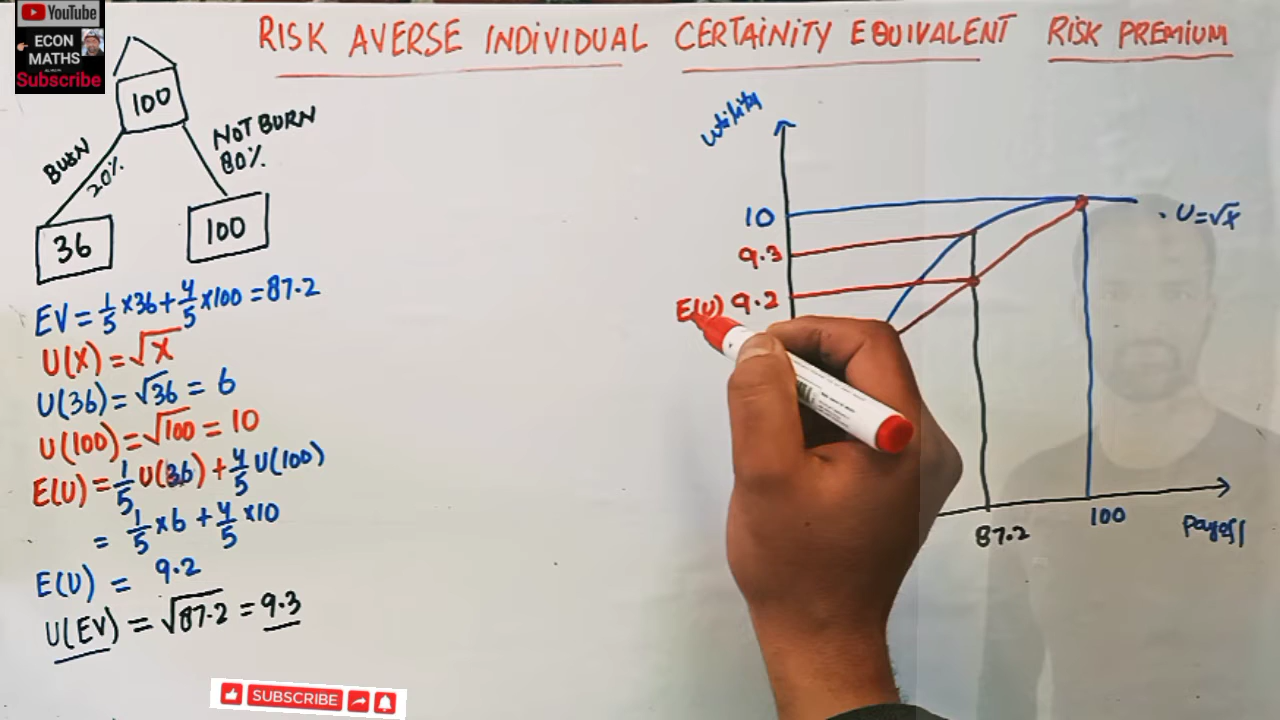 YouTube
ECON
MATHS
Subscribe
RISK AVERSE INDIVIDUAL CERTAINITY EQUIVALENT RISK PREMIUM
100
BURN
20%
NOT BURN
80%
36
100
EV = 1/5 × 36 + 4/5 × 100 = 87.2
U(X) = √X
U(36) = √36 = 6
U(100) = √100 = 10
E(U) = 1/5 U(36) + 4/5 U(100)
= 1/5 × 6 + 4/5 × 10
E(U) = 9.2
U(EV) = √87.2 = 9.3
Utility
10
9.3
E(U) 9.2
U=√X
87.2
100
Payoff
SUBSCRIBE